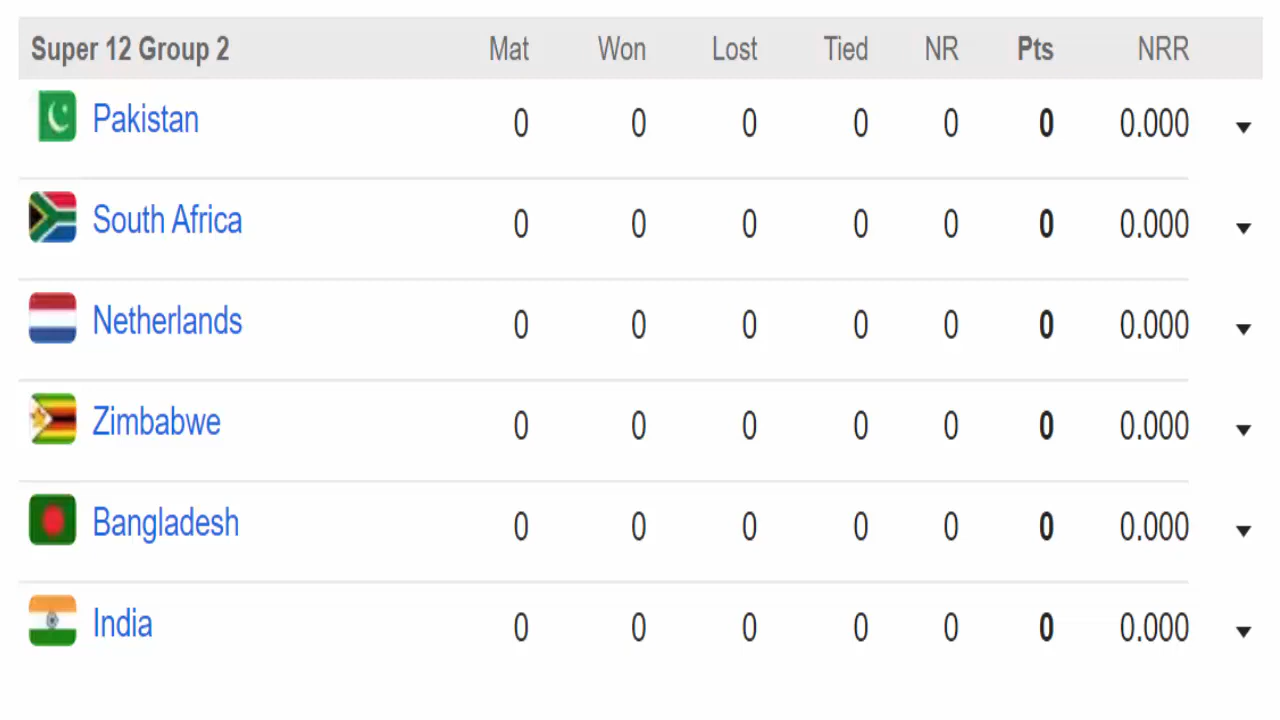 Super 12 Group 2 Mat Won Lost Tied NR Pts NRR
Pakistan 0 0 0 0 0 0 0.000
South Africa 0 0 0 0 0 0 0.000
Netherlands 0 0 0 0 0 0 0.000
Zimbabwe 0 0 0 0 0 0 0.000
Bangladesh 0 0 0 0 0 0 0.000
India 0 0 0 0 0 0 0.000